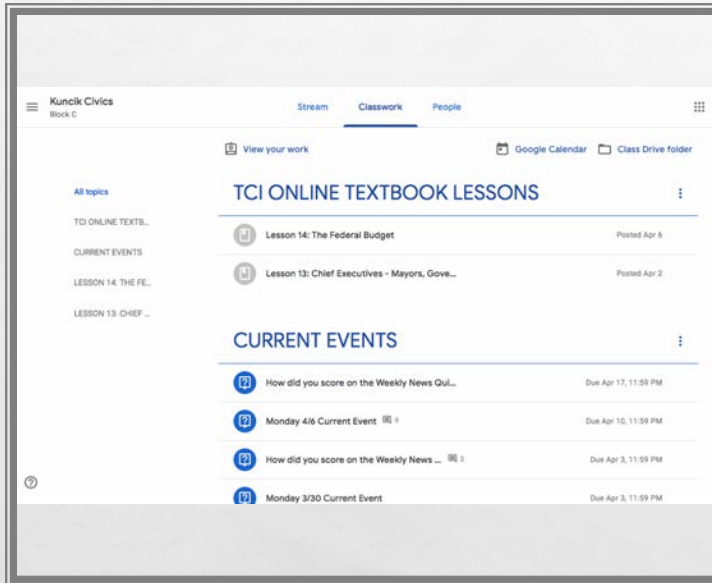 Kuncik Civics
Block C
Stream Classwork People
View your work
Google Calendar Class Drive folder
All topics
TCI ONLINE TEXTB...
CURRENT EVENTS
LESSON 14: THE FE...
LESSON 13: CHIEF ...
TCI ONLINE TEXTBOOK LESSONS
Lesson 14: The Federal Budget Posted Apr 6
Lesson 13: Chief Executives - Mayors, Gove... Posted Apr 2
CURRENT EVENTS
How did you score on the Weekly News Qui... Due Apr 17, 11:59 PM
Monday 4/6 Current Event 9 Due Apr 10, 11:59 PM
How did you score on the Weekly News ... 3 Due Apr 3, 11:59 PM
Monday 3/30 Current Event Due Apr 3, 11:59 PM